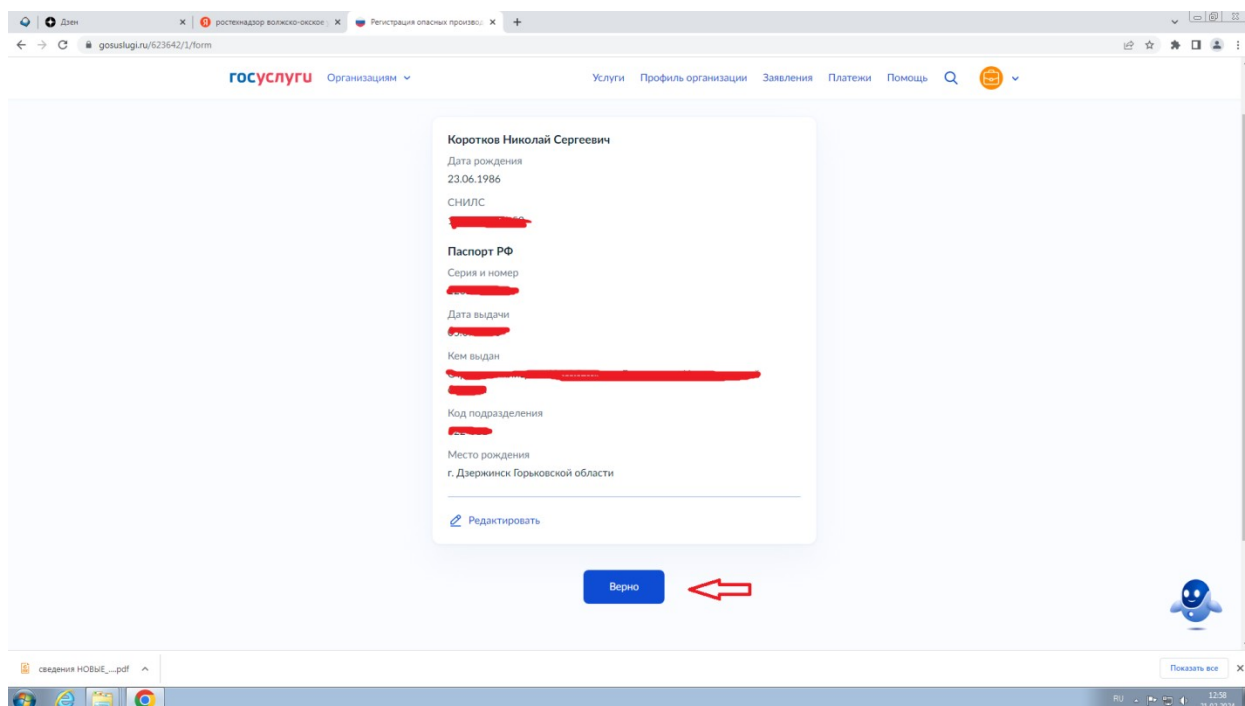 Дзен
ростехнадзор волжско-окское
Регистрация опасных произво
gosuslugi.ru/623642/1/form
госуслуги Организациям Услуги Профиль организации Заявления Платежи Помощь
Коротков Николай Сергеевич
Дата рождения
23.06.1986
СНИЛС
Паспорт РФ
Серия и номер
Дата выдачи
Кем выдан
Код подразделения
Место рождения
г. Дзержинск Горьковской области
Редактировать
Верно
сведения НОВЫЕ_....pdf
Показать все
RU
12:58